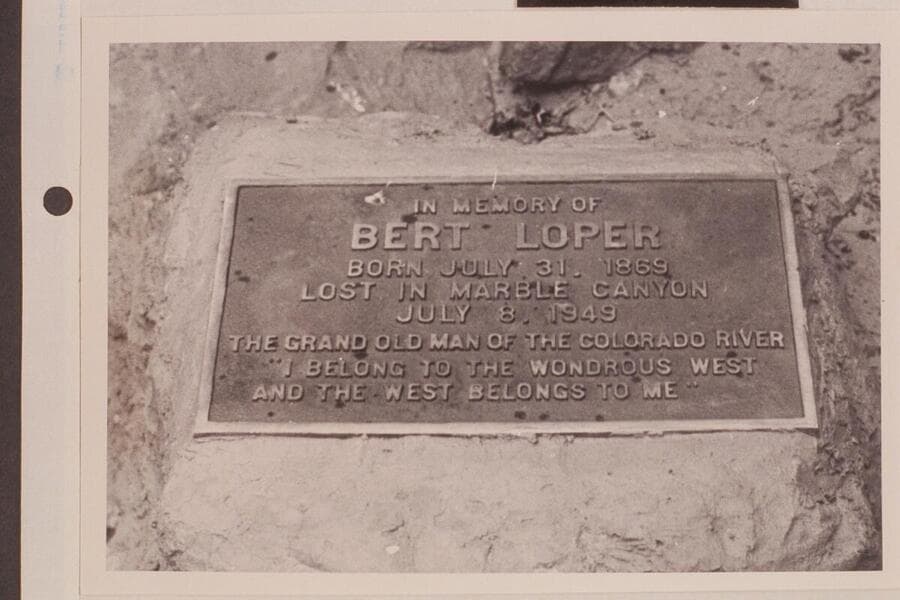 IN MEMORY OF
BERT LOPER
BORN JULY 31, 1869
LOST IN MARBLE CANYON
JULY 8, 1949
THE GRAND OLD MAN OF THE COLORADO RIVER
"I BELONG TO THE WONDROUS WEST
AND THE WEST BELONGS TO ME"